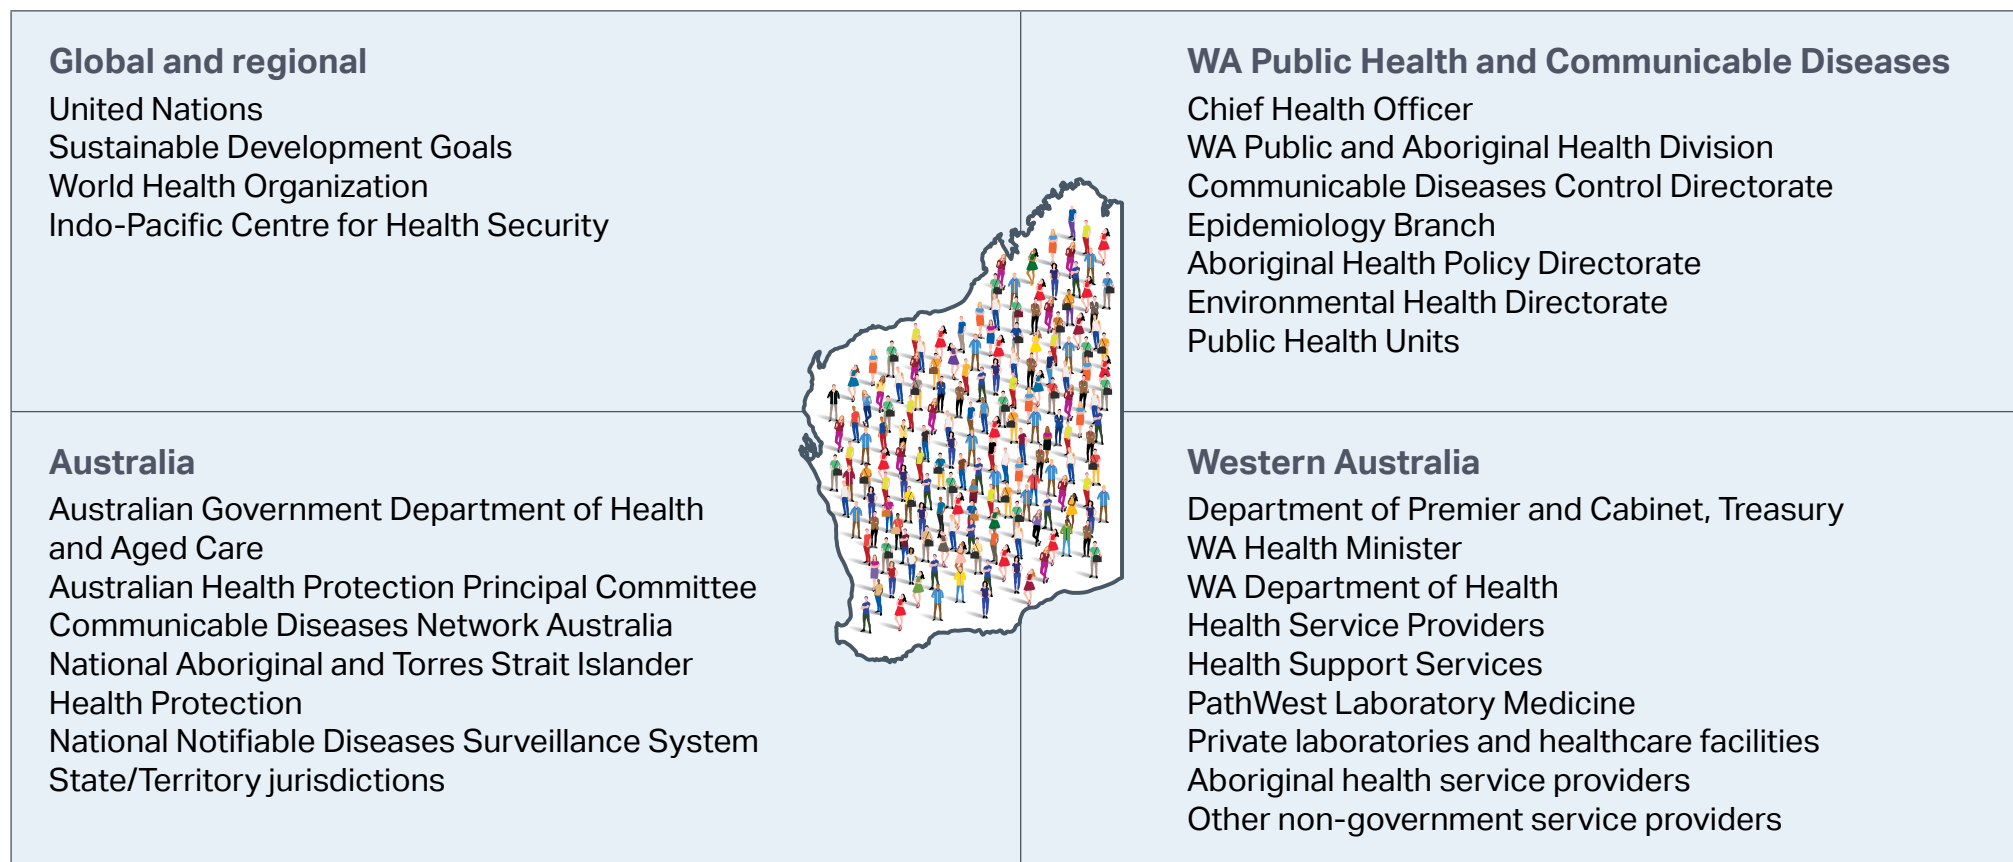 Global and regional
United Nations
Sustainable Development Goals
World Health Organization
Indo-Pacific Centre for Health Security
WA Public Health and Communicable Diseases
Chief Health Officer
WA Public and Aboriginal Health Division
Communicable Diseases Control Directorate
Epidemiology Branch
Aboriginal Health Policy Directorate
Environmental Health Directorate
Public Health Units
Australia
Australian Government Department of Health
and Aged Care
Australian Health Protection Principal Committee
Communicable Diseases Network Australia
National Aboriginal and Torres Strait Islander
Health Protection
National Notifiable Diseases Surveillance System
State/Territory jurisdictions
Western Australia
Department of Premier and Cabinet, Treasury
WA Health Minister
WA Department of Health
Health Service Providers
Health Support Services
PathWest Laboratory Medicine
Private laboratories and healthcare facilities
Aboriginal health service providers
Other non-government service providers